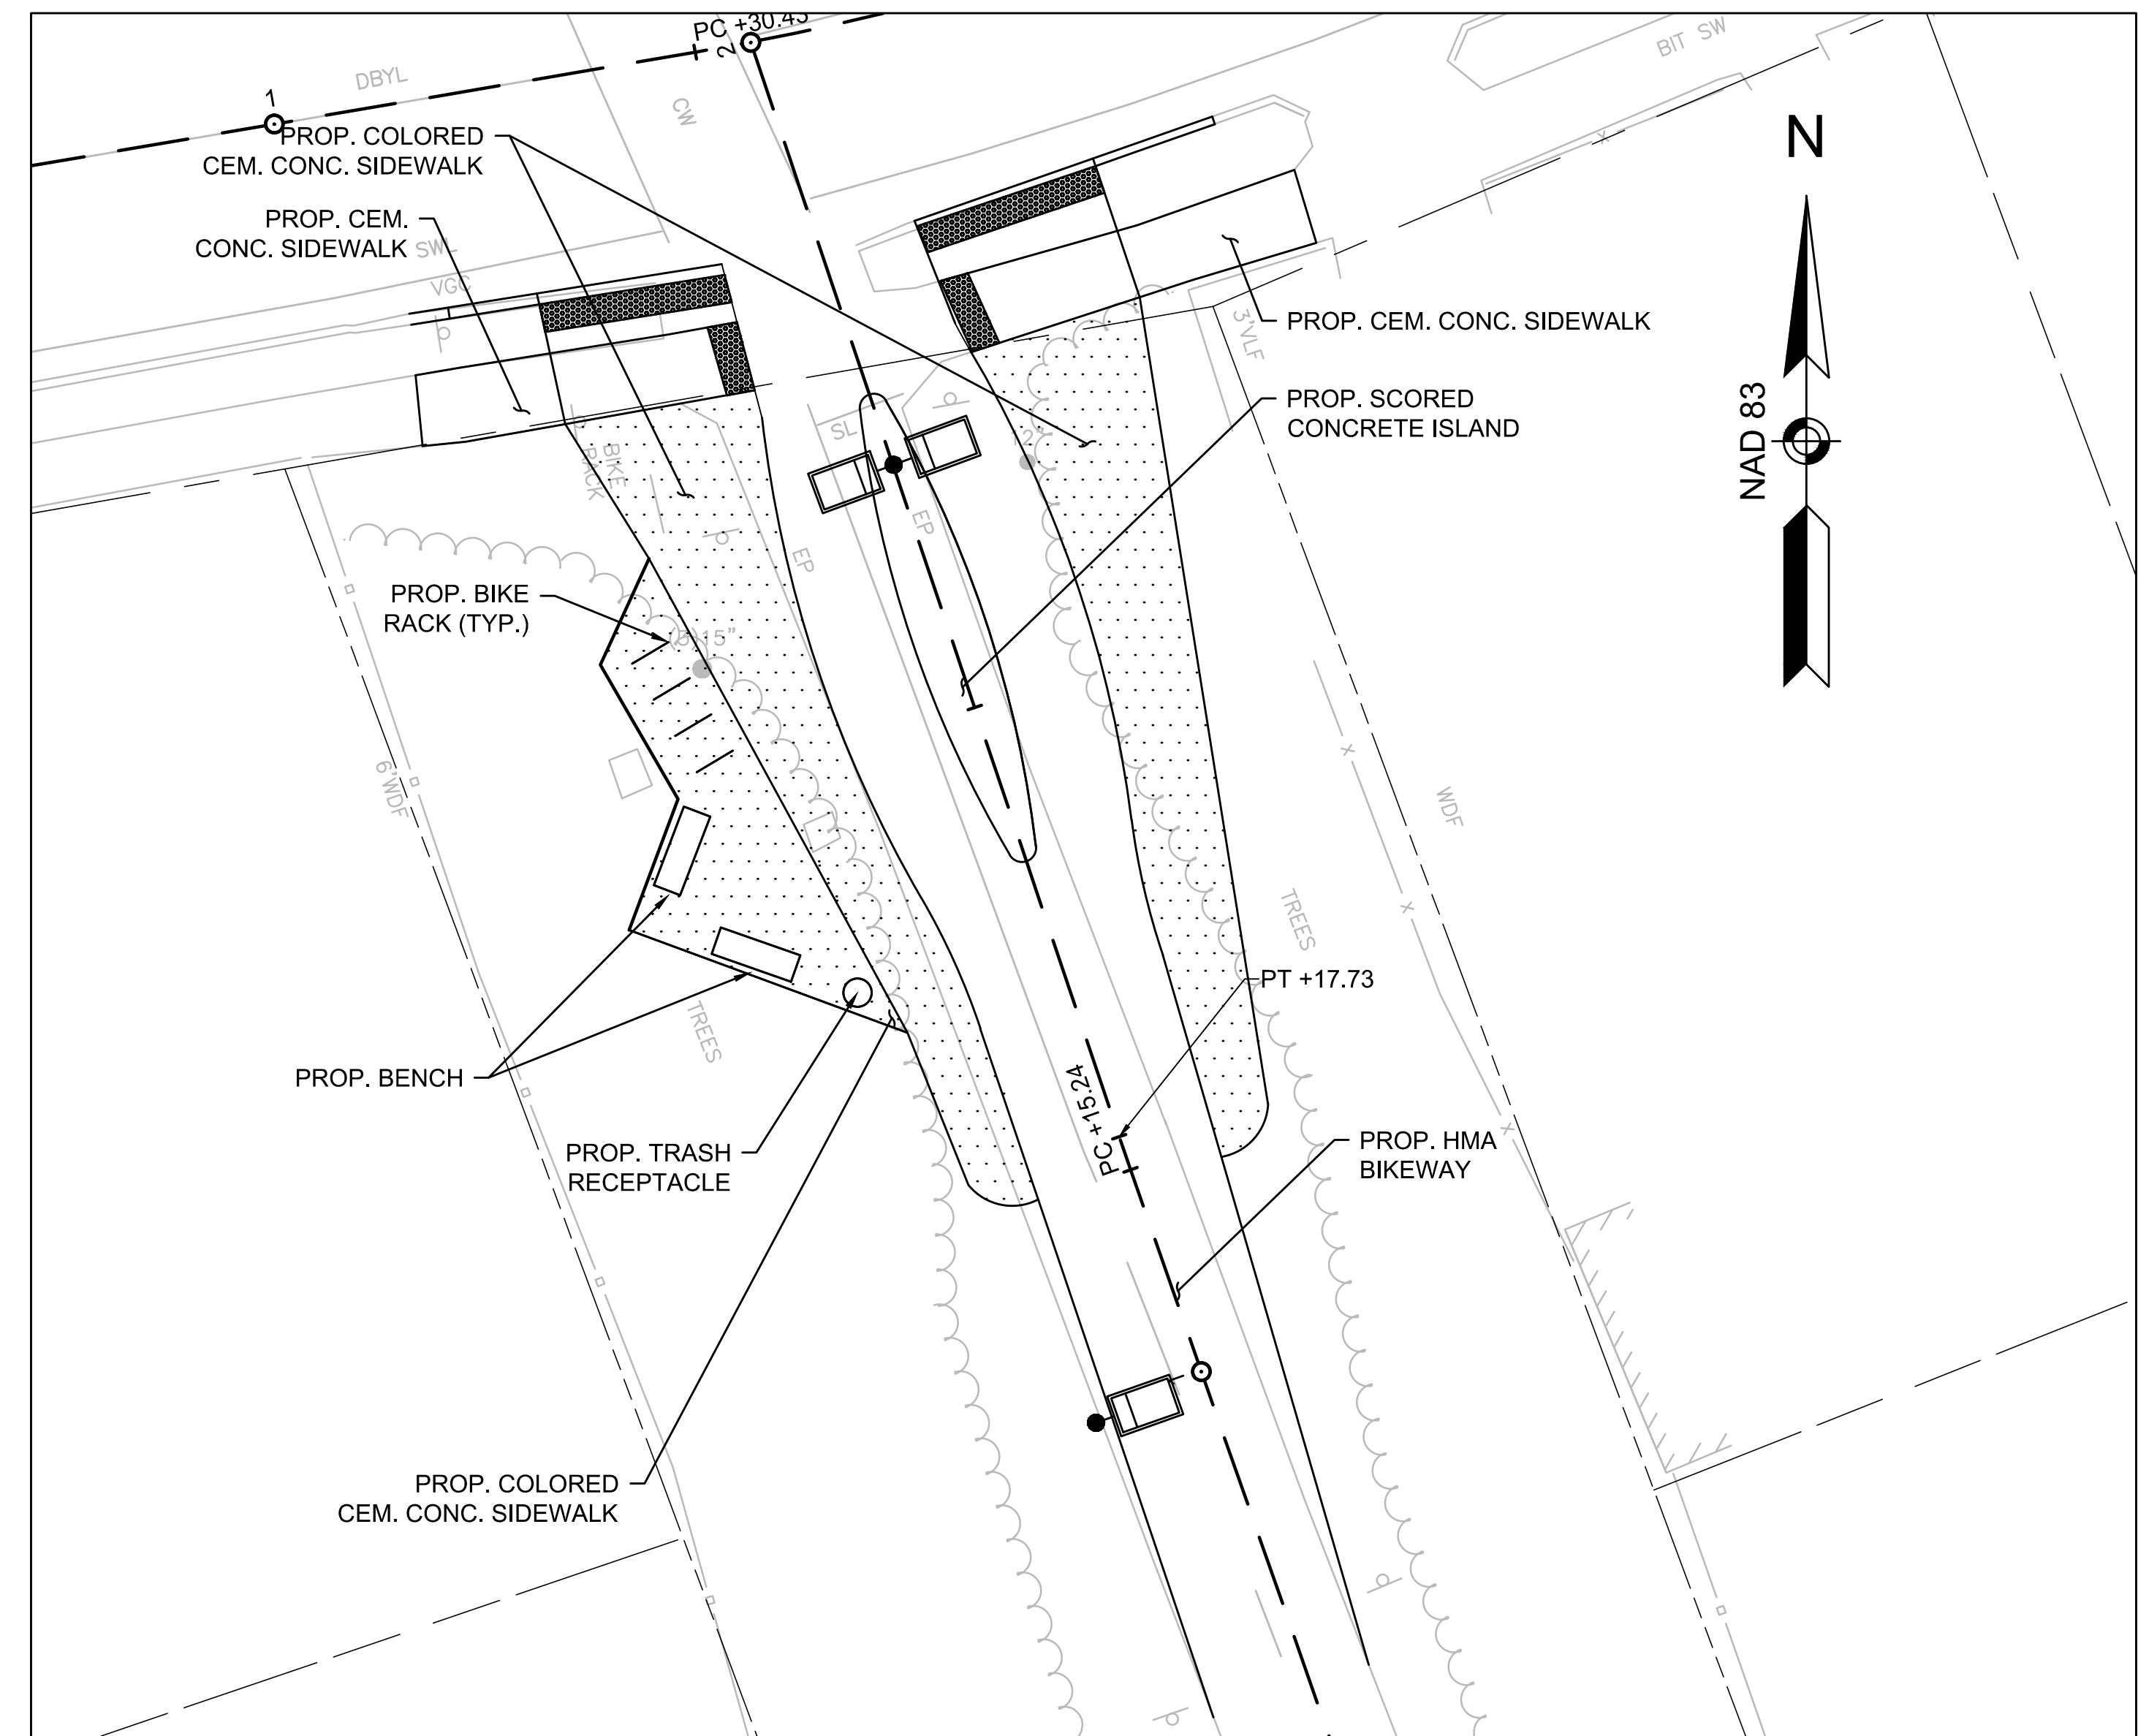 PC +30.43
2
1
DBYL
CW
BIT SW
N
NAD 83
PROP. COLORED
CEM. CONC. SIDEWALK
PROP. CEM.
CONC. SIDEWALK
SWL
VGC
PROP. CEM. CONC. SIDEWALK
3'VLF
PROP. SCORED
CONCRETE ISLAND
SL
BIKE
RACK
EP
EP
PROP. BIKE
RACK (TYP.)
(5)15"
6'WDF
WDF
TREES
PT +17.73
TREES
PROP. BENCH
PC +15.24
PROP. TRASH
RECEPTACLE
PROP. HMA
BIKEWAY
PROP. COLORED
CEM. CONC. SIDEWALK